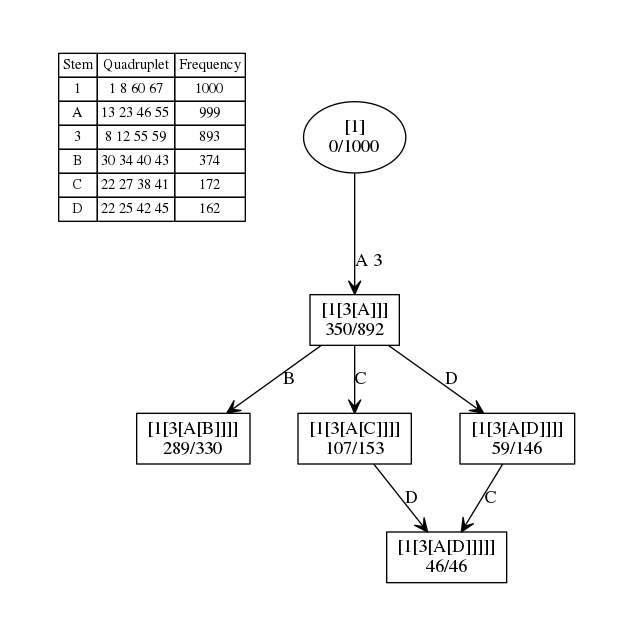 Stem Quadruplet Frequency
1 1 8 60 67 1000
A 13 23 46 55 999
3 8 12 55 59 893
B 30 34 40 43 374
C 22 27 38 41 172
D 22 25 42 45 162
[1]
0/1000
A 3
[1[3[A]]]
350/892
B C D
[1[3[A[B]]]]
289/330
[1[3[A[C]]]]
107/153
[1[3[A[D]]]]
59/146
D C
[1[3[A[D]]]]]
46/46